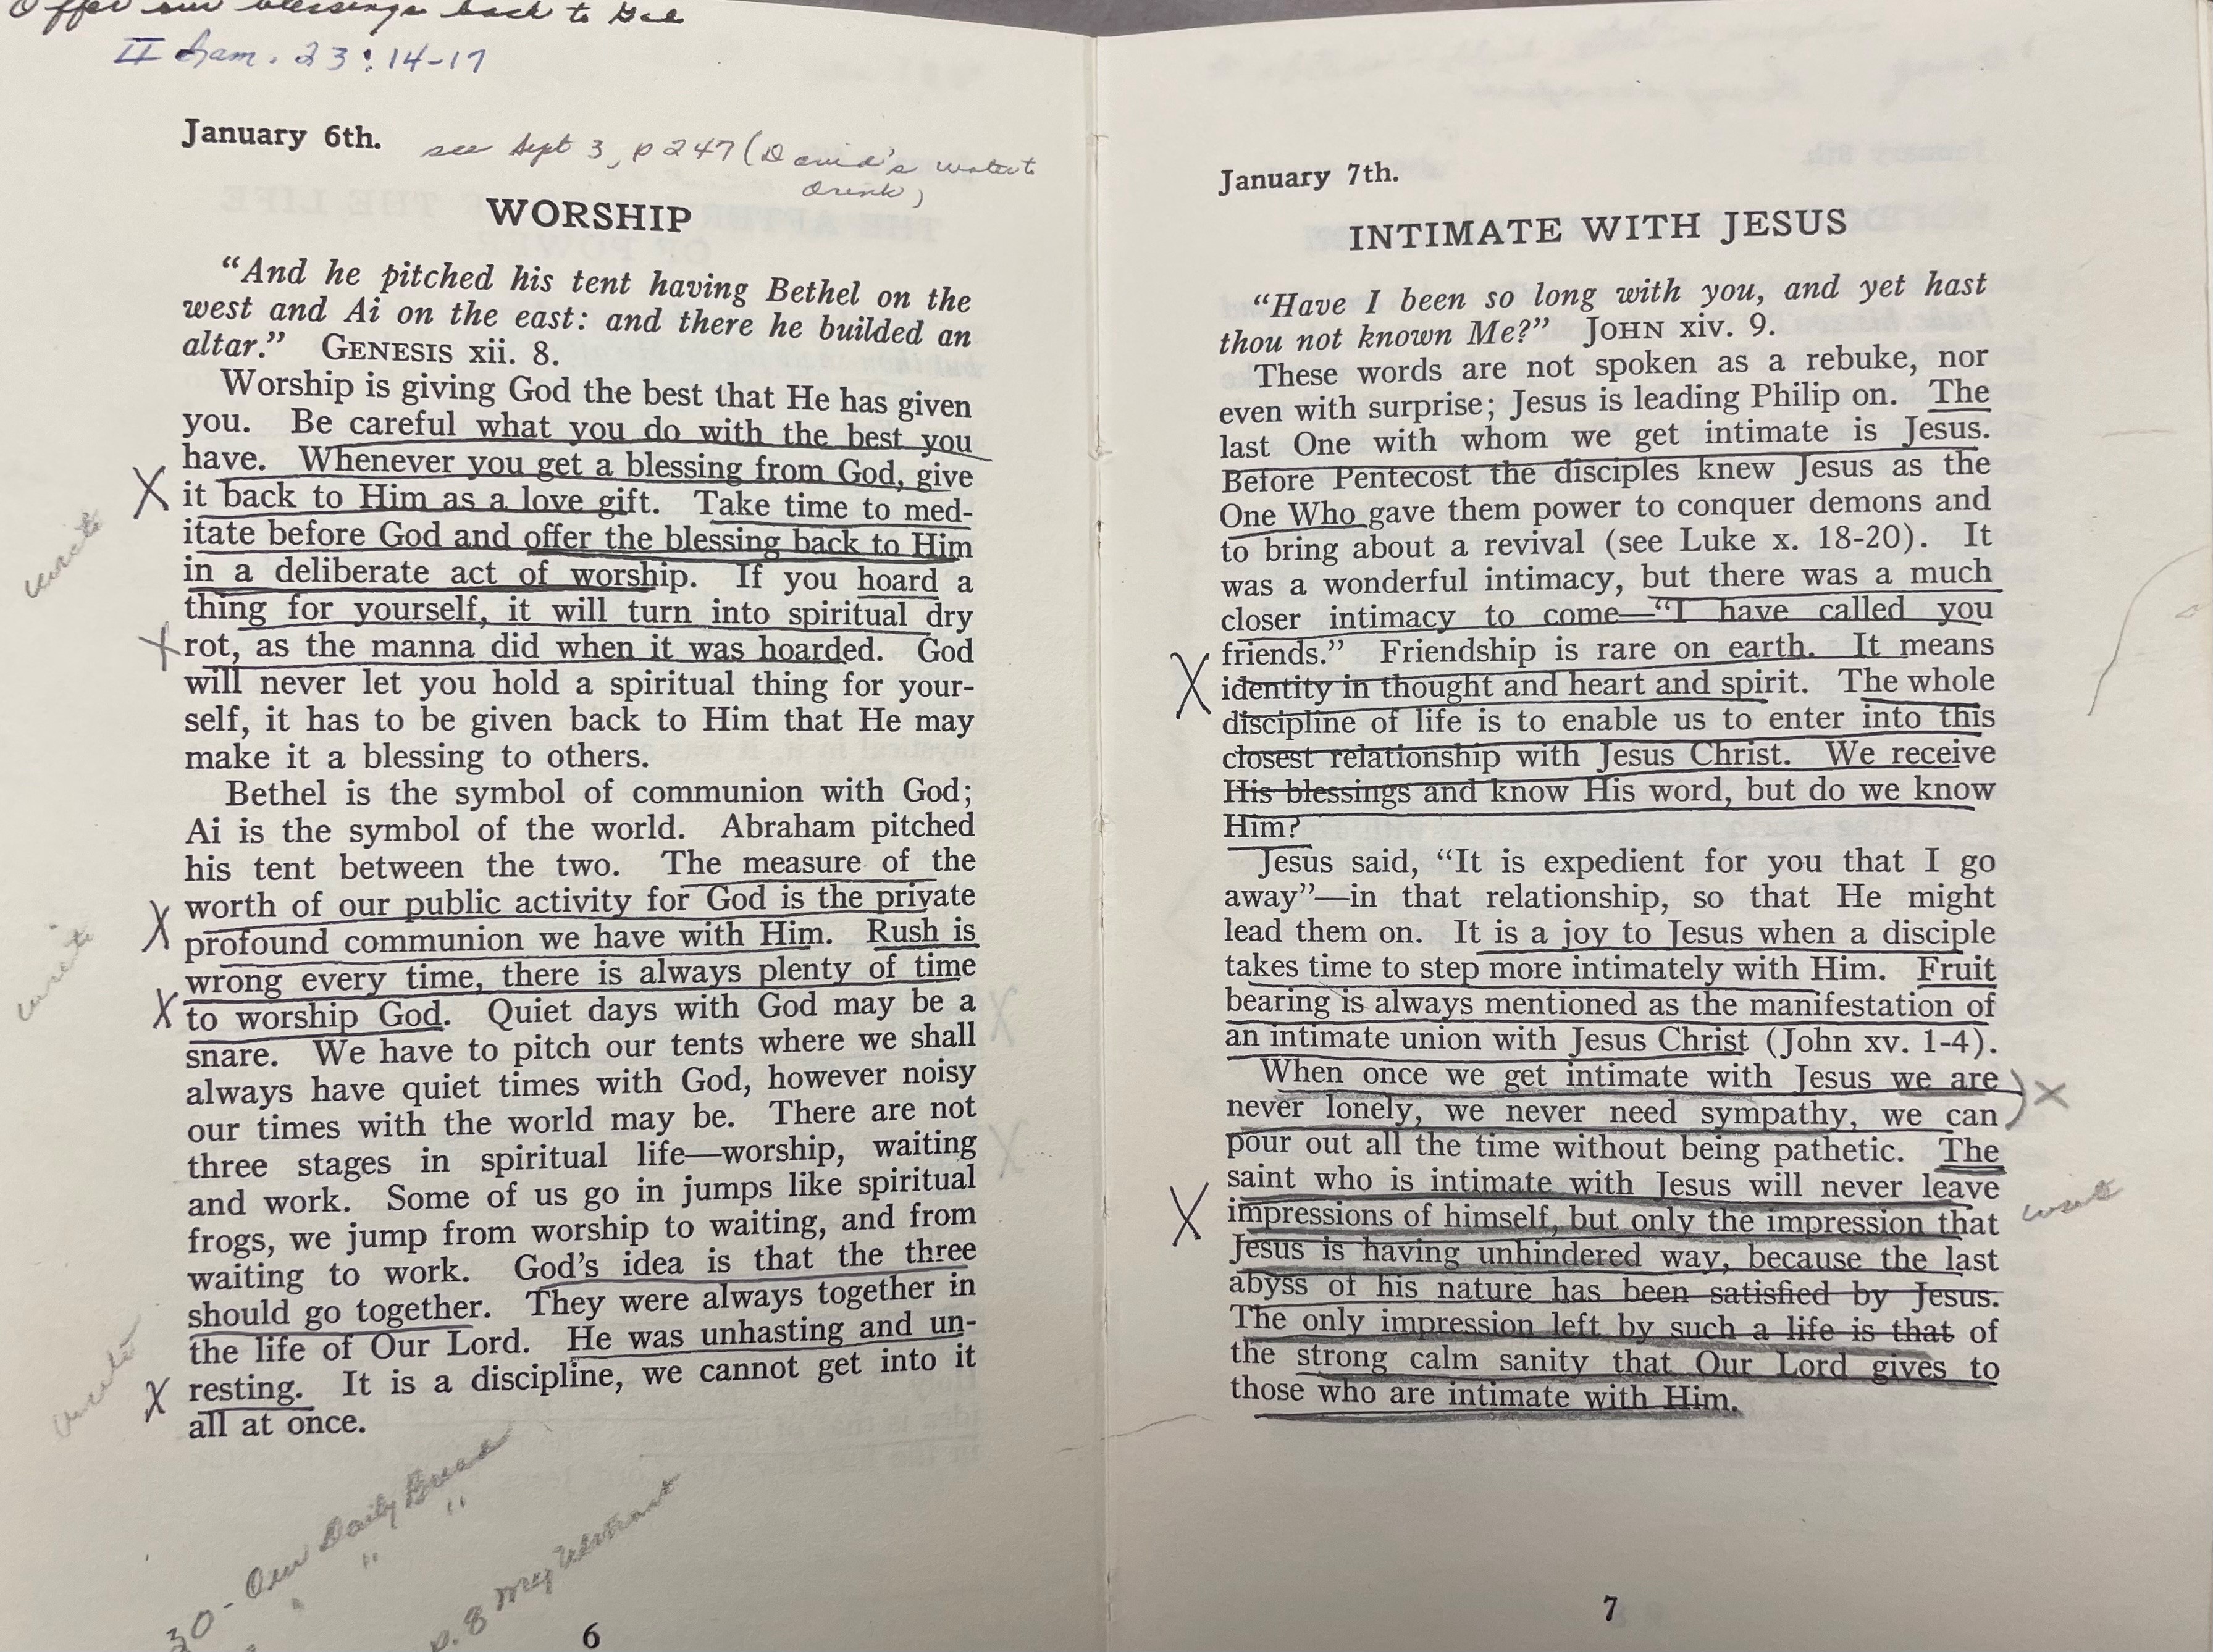 Offer our blessings back to God
II Sam. 23:14-17
January 6th.
see Sept 3, p 247 (David's water to
drink)
WORSHIP
"And he pitched his tent having Bethel on the
west and Ai on the east: and there he builded an
altar." GENESIS xii. 8.
Worship is giving God the best that He has given
you. Be careful what you do with the best you
have. Whenever you get a blessing from God, give
X it back to Him as a love gift. Take time to med-
write
itate before God and offer the blessing back to Him
in a deliberate act of worship. If you hoard a
thing for yourself, it will turn into spiritual dry
X rot, as the manna did when it was hoarded. God
will never let you hold a spiritual thing for your-
self, it has to be given back to Him that He may
make it a blessing to others.
Bethel is the symbol of communion with God;
Ai is the symbol of the world. Abraham pitched
his tent between the two. The measure of the
X worth of our public activity for God is the private
write
profound communion we have with Him. Rush is
wrong every time, there is always plenty of time
X to worship God. Quiet days with God may be a
snare. We have to pitch our tents where we shall
always have quiet times with God, however noisy
our times with the world may be. There are not
three stages in spiritual life—worship, waiting
and work. Some of us go in jumps like spiritual
frogs, we jump from worship to waiting, and from
waiting to work. God's idea is that the three
should go together. They were always together in
the life of Our Lord. He was unhasting and un-
write
X resting. It is a discipline, we cannot get into it
all at once.
30 - Our Daily Bread
" "
p. 8 My Utmost
6
January 7th.
INTIMATE WITH JESUS
"Have I been so long with you, and yet hast
thou not known Me?" JOHN xiv. 9.
These words are not spoken as a rebuke, nor
even with surprise; Jesus is leading Philip on. The
last One with whom we get intimate is Jesus.
Before Pentecost the disciples knew Jesus as the
One Who gave them power to conquer demons and
to bring about a revival (see Luke x. 18-20). It
was a wonderful intimacy, but there was a much
closer intimacy to come—"I have called you
friends." Friendship is rare on earth. It means
X identity in thought and heart and spirit. The whole
discipline of life is to enable us to enter into this
closest relationship with Jesus Christ. We receive
His blessings and know His word, but do we know
Him?
Jesus said, "It is expedient for you that I go
away"—in that relationship, so that He might
lead them on. It is a joy to Jesus when a disciple
takes time to step more intimately with Him. Fruit
bearing is always mentioned as the manifestation of
an intimate union with Jesus Christ (John xv. 1-4).
When once we get intimate with Jesus we are ) X
never lonely, we never need sympathy, we can
pour out all the time without being pathetic. The
saint who is intimate with Jesus will never leave
X impressions of himself, but only the impression that write
Jesus is having unhindered way, because the last
abyss of his nature has been satisfied by Jesus.
The only impression left by such a life is that of
the strong calm sanity that Our Lord gives to
those who are intimate with Him.
7